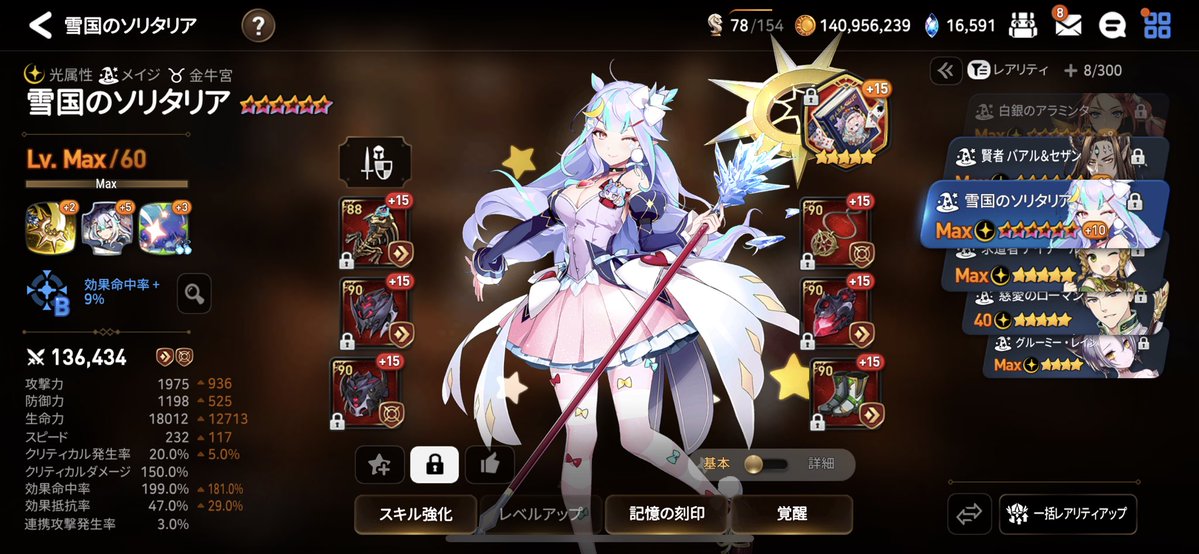 雪国のソリタリア
?
78/154
140,956,239
16,591
8
光属性 メイジ 金牛宮
雪国のソリタリア
Lv. Max/60
Max
+2
+5
+3
B
効果命中率 +
9%
136,434
攻撃力 1975 936
防御力 1198 525
生命力 18012 12713
スピード 232 117
クリティカル発生率 20.0% 5.0%
クリティカルダメージ 150.0%
効果命中率 199.0% 181.0%
効果抵抗率 47.0% 29.0%
連携攻撃発生率 3.0%
88 +15
90 +15
90 +15
+15
90 +15
90 +15
90 +15
基本 詳細
スキル強化
レベルアップ
記憶の刻印
覚醒
レアリティ + 8/300
白銀のアラミンター
Max
賢者 バアル&セザン
雪国のソリタリア
Max +10
Max
慈愛のローマン
40
グルーミー・レイン
Max
一括レアリティアップ